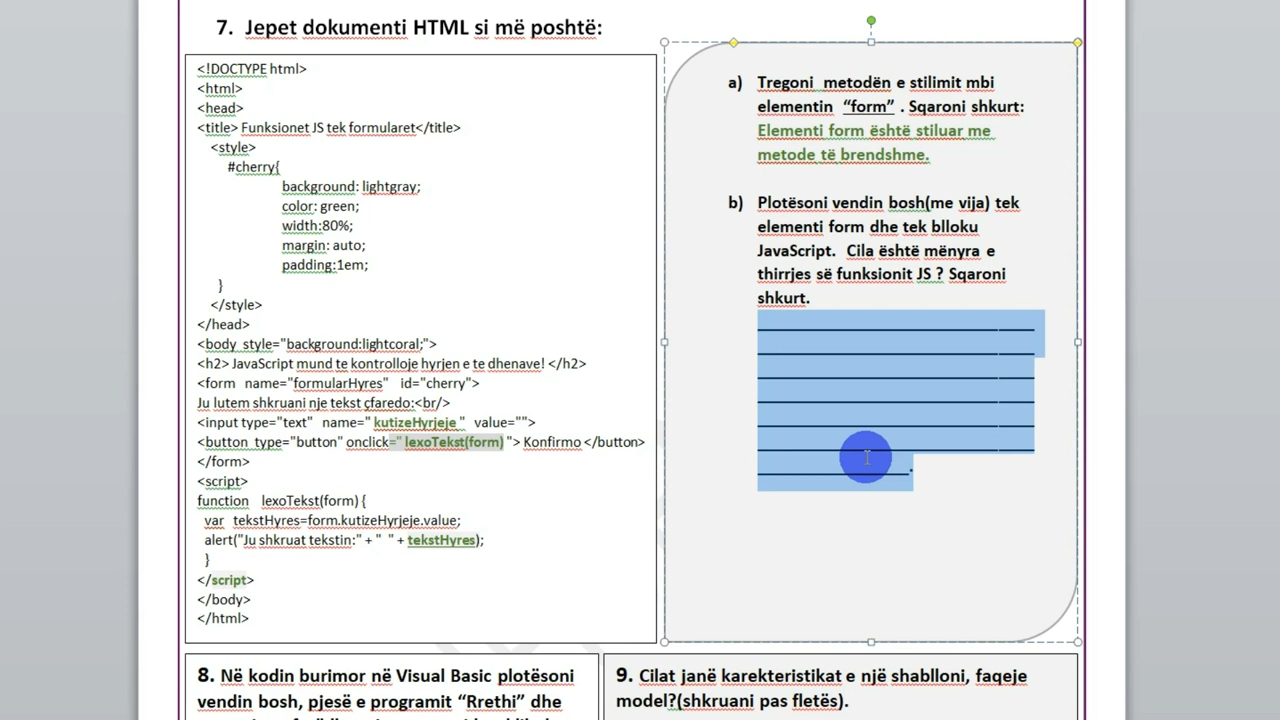 7. Jepet dokumenti HTML si më poshtë:
<!DOCTYPE html>
<html>
<head>
<title> Funksionet JS tek formularet</title>
<style>
#cherry{
background: lightgray;
color: green;
width:80%;
margin: auto;
padding:1em;
}
</style>
</head>
<body style="background:lightcoral;">
<h2> JavaScript mund te kontrolloje hyrjen e te dhenave! </h2>
<form name="formularHyres" id="cherry">
Ju lutem shkruani nje tekst çfaredo:<br/>
<input type="text" name=" kutizeHyrjeje " value="">
<button type="button" onclick=" lexoTekst(form) "> Konfirmo </button>
</form>
<script>
function lexoTekst(form) {
var tekstHyres=form.kutizeHyrjeje.value;
alert("Ju shkruat tekstin:" + " " + tekstHyres);
}
</script>
</body>
</html>
a) Tregoni metodën e stilimit mbi
elementin “form” . Sqaroni shkurt:
Elementi form është stiluar me
metode të brendshme.
b) Plotësoni vendin bosh(me vija) tek
elementi form dhe tek blloku
JavaScript. Cila është mënyra e
thirrjes së funksionit JS ? Sqaroni
shkurt.
8. Në kodin burimor në Visual Basic plotësoni
vendin bosh, pjesë e programit “Rrethi” dhe
9. Cilat janë karekteristikat e një shablloni, faqeje
model?(shkruani pas fletës).